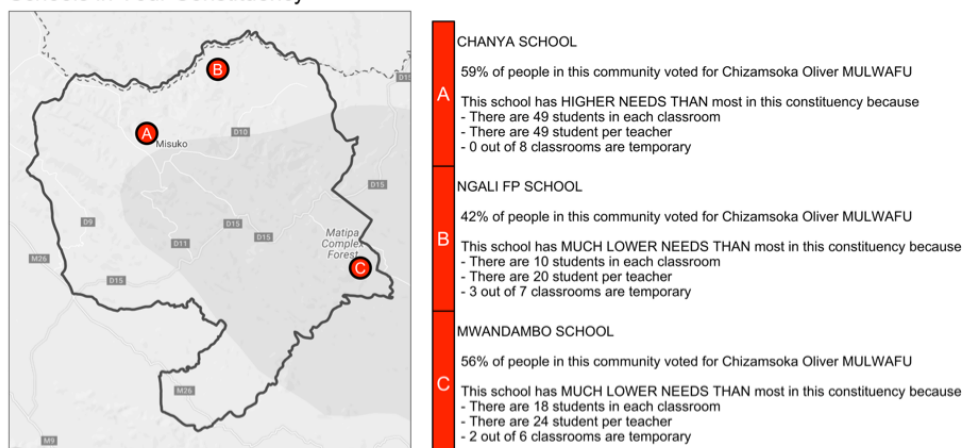 B
A
Misuko
D10
D15
D15
D9
D15
D15
D11
Matipa
Complex
Forest
M26
C
D15
M26
M9
A
CHANYA SCHOOL
59% of people in this community voted for Chizamsoka Oliver MULWAFU
This school has HIGHER NEEDS THAN most in this constituency because
- There are 49 students in each classroom
- There are 49 student per teacher
- 0 out of 8 classrooms are temporary
B
NGALI FP SCHOOL
42% of people in this community voted for Chizamsoka Oliver MULWAFU
This school has MUCH LOWER NEEDS THAN most in this constituency because
- There are 10 students in each classroom
- There are 20 student per teacher
- 3 out of 7 classrooms are temporary
C
MWANDAMBO SCHOOL
56% of people in this community voted for Chizamsoka Oliver MULWAFU
This school has MUCH LOWER NEEDS THAN most in this constituency because
- There are 18 students in each classroom
- There are 24 student per teacher
- 2 out of 6 classrooms are temporary